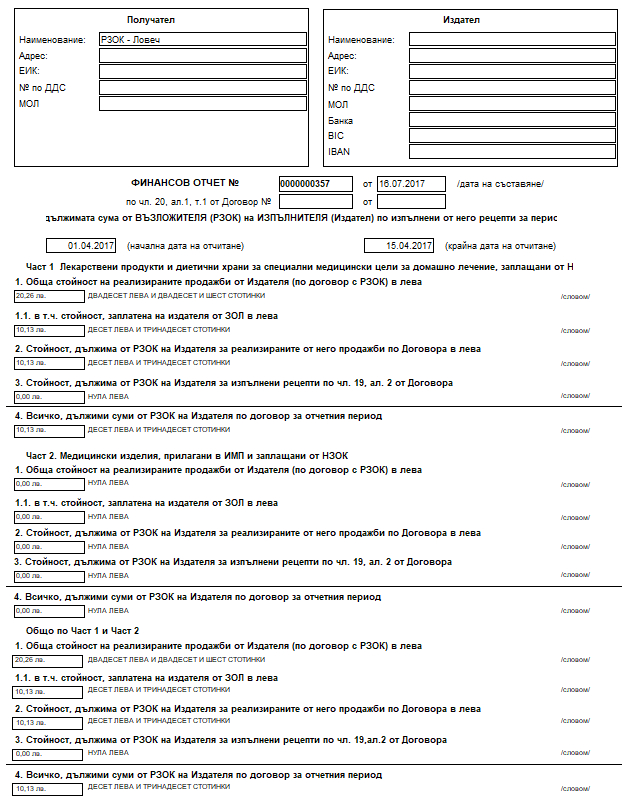 Получател
Издател
Наименование: РЗОК - Ловеч
Наименование:
Адрес:
Адрес:
ЕИК:
ЕИК:
№ по ДДС
№ по ДДС
МОЛ
МОЛ
Банка
BIC
IBAN
ФИНАНСОВ ОТЧЕТ № 0000000357 от 16.07.2017 /дата на съставяне/
по чл. 20, ал.1, т.1 от Договор № от
дължимата сума от ВЪЗЛОЖИТЕЛЯ (РЗОК) на ИЗПЪЛНИТЕЛЯ (Издател) по изпълнени от него рецепти за перио
01.04.2017 (начална дата на отчитане) 15.04.2017 (крайна дата на отчитане)
Част 1 Лекарствени продукти и диетични храни за специални медицински цели за домашно лечение, заплащани от Н
1. Обща стойност на реализираните продажби от Издателя (по договор с РЗОК) в лева
20,26 лв. ДВАДЕСЕТ ЛЕВА И ДВАДЕСЕТ И ШЕСТ СТОТИНКИ /словом/
1.1. в т.ч. стойност, заплатена на издателя от ЗОЛ в лева
10,13 лв. ДЕСЕТ ЛЕВА И ТРИНАДЕСЕТ СТОТИНКИ /словом/
2. Стойност, дължима от РЗОК на Издателя за реализираните от него продажби по Договора в лева
10,13 лв. ДЕСЕТ ЛЕВА И ТРИНАДЕСЕТ СТОТИНКИ /словом/
3. Стойност, дължима от РЗОК на Издателя за изпълнени рецепти по чл. 19, ал. 2 от Договора
0,00 лв. НУЛА ЛЕВА /словом/
4. Всичко, дължими суми от РЗОК на Издателя по договор за отчетния период
10,13 лв. ДЕСЕТ ЛЕВА И ТРИНАДЕСЕТ СТОТИНКИ /словом/
Част 2. Медицински изделия, прилагани в ИМП и заплащани от НЗОК
1. Обща стойност на реализираните продажби от Издателя (по договор с РЗОК) в лева
0,00 лв. НУЛА ЛЕВА /словом/
1.1. в т.ч. стойност, заплатена на издателя от ЗОЛ в лева
0,00 лв. НУЛА ЛЕВА /словом/
2. Стойност, дължима от РЗОК на Издателя за реализираните от него продажби по Договора в лева
0,00 лв. НУЛА ЛЕВА /словом/
3. Стойност, дължима от РЗОК на Издателя за изпълнени рецепти по чл. 19, ал. 2 от Договора
0,00 лв. НУЛА ЛЕВА /словом/
4. Всичко, дължими суми от РЗОК на Издателя по договор за отчетния период
0,00 лв. НУЛА ЛЕВА /словом/
Общо по Част 1 и Част 2
1. Обща стойност на реализираните продажби от Издателя (по договор с РЗОК) в лева
20,26 лв. ДВАДЕСЕТ ЛЕВА И ДВАДЕСЕТ И ШЕСТ СТОТИНКИ /словом/
1.1. в т.ч. стойност, заплатена на издателя от ЗОЛ в лева
10,13 лв. ДЕСЕТ ЛЕВА И ТРИНАДЕСЕТ СТОТИНКИ /словом/
2. Стойност, дължима от РЗОК на Издателя за реализираните от него продажби по Договора в лева
10,13 лв. ДЕСЕТ ЛЕВА И ТРИНАДЕСЕТ СТОТИНКИ /словом/
3. Стойност, дължима от РЗОК на Издателя за изпълнени рецепти по чл. 19,ал.2 от Договора
0,00 лв. НУЛА ЛЕВА /словом/
4. Всичко, дължими суми от РЗОК на Издателя по договор за отчетния период
10,13 лв. ДЕСЕТ ЛЕВА И ТРИНАДЕСЕТ СТОТИНКИ /словом/